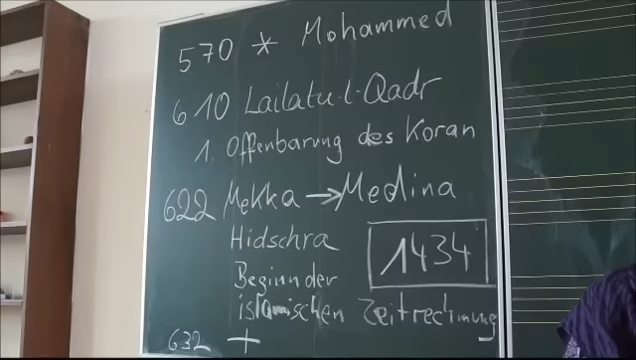 570 * Mohammed
610 Lailatu-l-Qadr
1. Offenbarung des Koran
622 Mekka → Medina
Hidschra 1434
Beginn der
islamischen Zeitrechnung
632 +